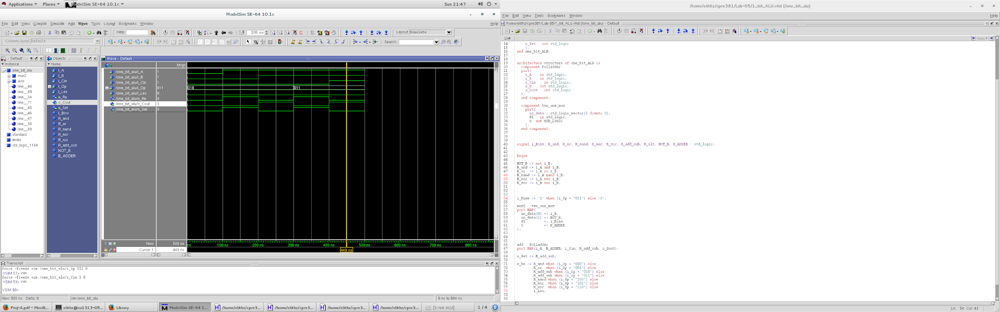 Applications Places ModelSim SE-64 10.1c Sun 21:47
ModelSim SE-64 10.1c
File Edit View Compile Simulate Add Wave Tools Layout Bookmarks Window Help
Help 100 ns Layout Simulate
ColumnLayout Default Search:
- Default
Instance
one_bit_alu
mux2
add
line__48
line__49
line__54
line__71
line__45
line__46
line__47
line__50
line__69
standard
textio
std_logic_1164
Objects
Name
i_A
i_B
i_Cin
i_Op
i_Les
o_Re
o_Cout
o_Set
i_Binv
R_and
R_or
R_nand
R_nor
R_xor
R_add_sub
NOT_B
B_ADDER
Wave - Default
Msgs
/one_bit_alu/i_A 1
/one_bit_alu/i_B 1
/one_bit_alu/i_Cin 1
/one_bit_alu/i_Op 011 010 011
/one_bit_alu/i_Les 0
/one_bit_alu/o_Re 0
/one_bit_alu/o_Cout 1
/one_bit_alu/o_Set 0
Now 500 ns ns 100 ns 200 ns 300 ns 400 ns 500 ns 600 ns 700 ns 800 ns
Cursor 1 449 ns 449 ns
Transcript
force -freeze sim:/one_bit_alu/i_Op 011 0
VSIM 57> run
force -freeze sim:/one_bit_alu/i_Cin 1 0
VSIM 59> run
VSIM 60>
Now: 500 ns Delta: 0 sim:/one_bit_alu 0 ns to 864 ns
Proj-A.pdf - Mozill... elithz@co1313-05... Library ModelSim SE-64 1... /home/elithz/cpre3... /home/elithz/cpre3... /home/elithz/cpre3... /home/elithz/cpre3... [1-bit ALU] 1 / 4 1
/home/elithz/cpre381/Lab-05/1_bit_ALU.vhd (/one_bit_alu)
File Edit View Tools Bookmarks Window Help
/home/elithz/cpre381/Lab-05/1_bit_ALU.vhd (/one_bit_alu) - Default
Ln# Now
14 o_Set : out std_logic
15 );
16 end one_bit_ALU;
17
18
19 architecture structure of one_bit_ALU is
20 component fulladder
21 port(
22 i_A : in std_logic;
23 i_B : in std_logic;
24 i_Cin : in std_logic;
25 o_S : out std_logic;
26 o_Cout :out std_logic
27 );
28 end component;
29
30 component two_one_mux
31 port(
32 in_data : std_logic_vector(1 downto 0);
33 S1 : in std_logic;
34 O: out STD_LOGIC
35 );
36 end component;
37
38
39
40 signal i_Binv, R_and, R_or, R_nand, R_nor, R_xor, R_add_sub, R_slt, NOT_B, B_ADDER : std_logic;
41
42
43 begin
44
45 NOT_B <= not i_B;
46 R_and <= i_A and i_B;
47 R_or <= i_A or i_B;
48 R_nand <= i_A nand i_B;
49 R_nor <= i_A nor i_B;
50 R_xor <= i_A xor i_B;
51
52
53
54 i_Binv <= '1' when (i_Op = "011") else '0';
55
56 mux2 : two_one_mux
57 port MAP(
58 in_data(0) => i_B,
59 in_data(1) => NOT_B,
60 S1 => i_Binv,
61 O => B_ADDER
62 );
63
64
65
66 add : fulladder
67 port MAP(i_A, B_ADDER, i_Cin, R_add_sub, o_Cout);
68
69 o_Set <= R_add_sub;
70
71 o_Re <= R_and when (i_Op = "000") else
72 R_or when (i_Op = "001") else
73 R_add_sub when (i_Op = "010") else
74 R_add_sub when (i_op = "011") else
75 R_nand when (i_Op = "100") else
76 R_nor when (i_Op = "101") else
77 R_xor when (i_Op = "110") else
78 i_Les;
79
80
Ln: 54 Col: 43